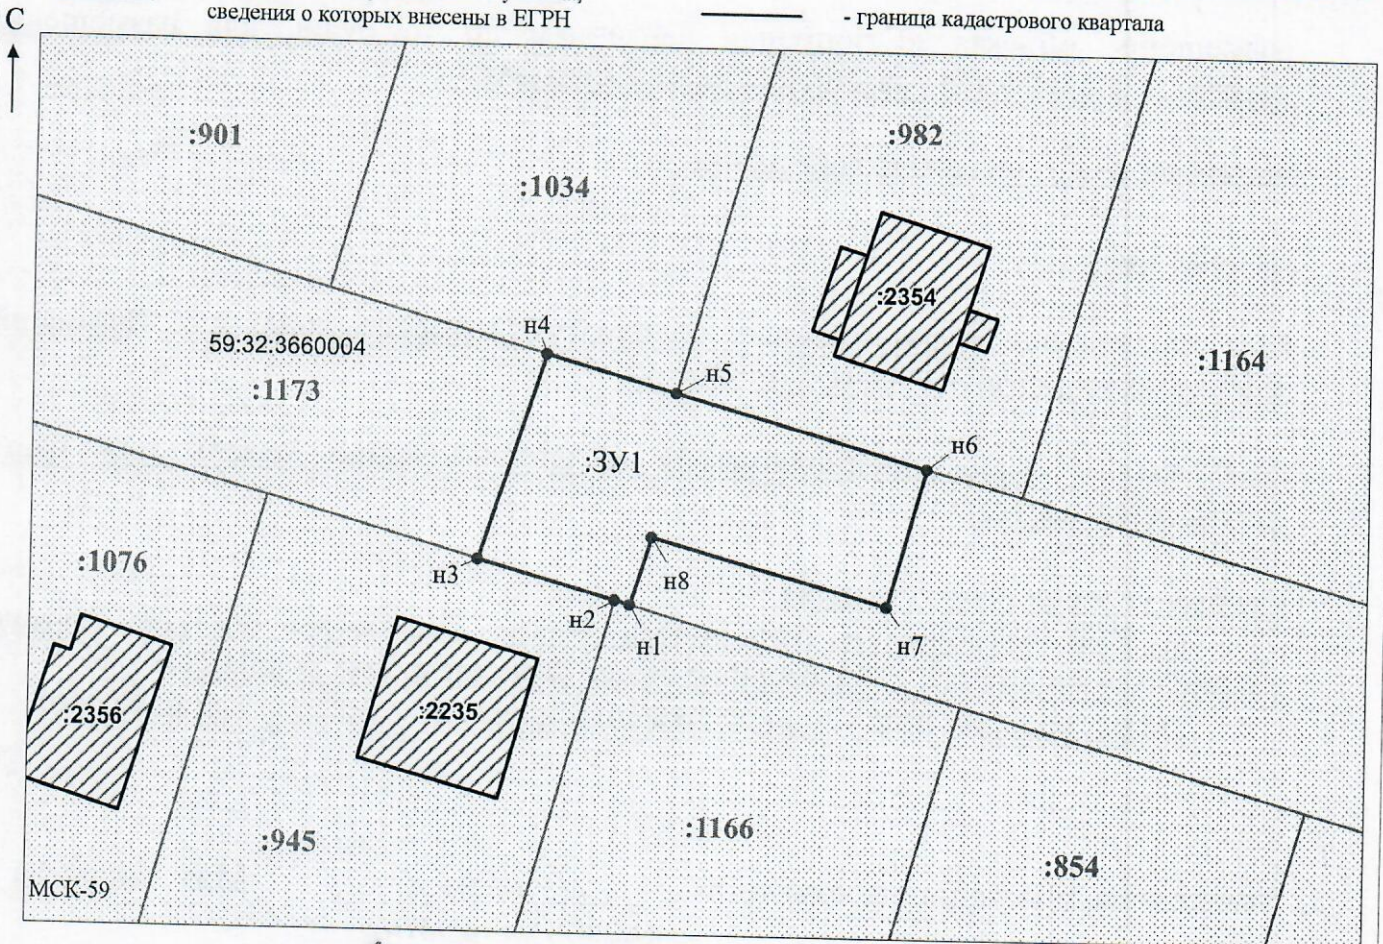 сведения о которых внесены в ЕГРН
- граница кадастрового квартала
С
:901
:1034
:982
:2354
н4
59:32:3660004
:1173
н5
:1164
н6
:ЗУ1
:1076
н3
н8
н2
н1
н7
:2356
:2235
:945
:1166
:854
МСК-59